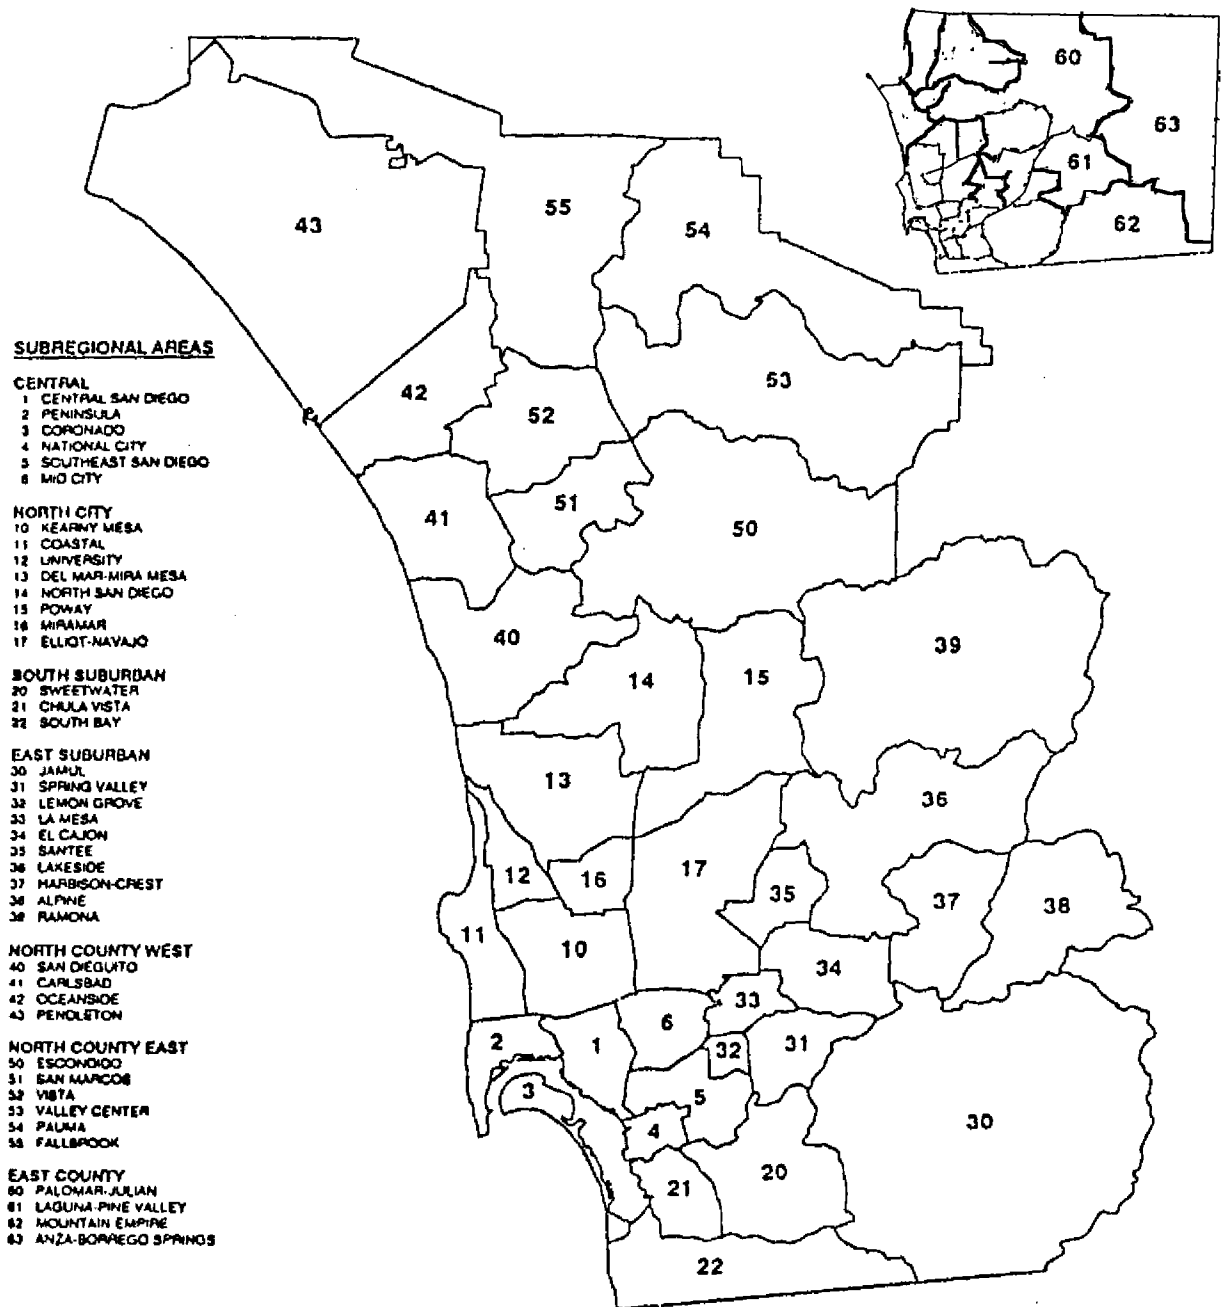 SUBREGIONAL AREAS
CENTRAL
1 CENTRAL SAN DIEGO
2 PENINSULA
3 CORONADO
4 NATIONAL CITY
5 SOUTHEAST SAN DIEGO
6 MID CITY
NORTH CITY
10 KEARNY MESA
11 COASTAL
12 UNIVERSITY
13 DEL MAR-MIRA MESA
14 NORTH SAN DIEGO
15 POWAY
16 MIRAMAR
17 ELLIOT-NAVAJO
SOUTH SUBURBAN
20 SWEETWATER
21 CHULA VISTA
22 SOUTH BAY
EAST SUBURBAN
30 JAMUL
31 SPRING VALLEY
32 LEMON GROVE
33 LA MESA
34 EL CAJON
35 SANTEE
36 LAKESIDE
37 HARBISON-CREST
38 ALPINE
39 RAMONA
NORTH COUNTY WEST
40 SAN DIEGUITO
41 CARLSBAD
42 OCEANSIDE
43 PENDLETON
NORTH COUNTY EAST
50 ESCONDIDO
51 SAN MARCOS
52 VISTA
53 VALLEY CENTER
54 PAUMA
55 FALLBROOK
EAST COUNTY
60 PALOMAR-JULIAN
61 LAGUNA-PINE VALLEY
62 MOUNTAIN EMPIRE
63 ANZA-BORREGO SPRINGS
60
63
61
62
43
55
54
42
52
53
41
51
50
40
14
15
39
13
36
12
16
17
35
37
38
11
10
34
33
2
1
6
32
31
3
5
4
30
21
20
22